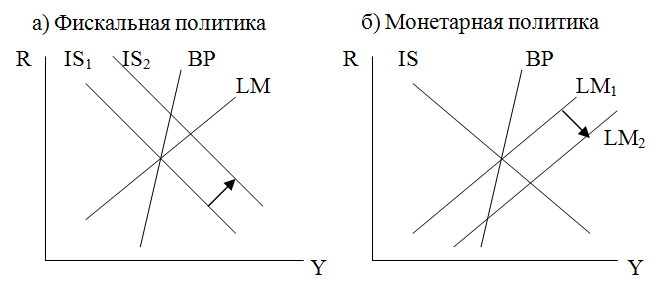 а) Фискальная политика
б) Монетарная политика
R IS₁ IS₂ BP
LM
Y
R IS BP
LM₁
LM₂
Y